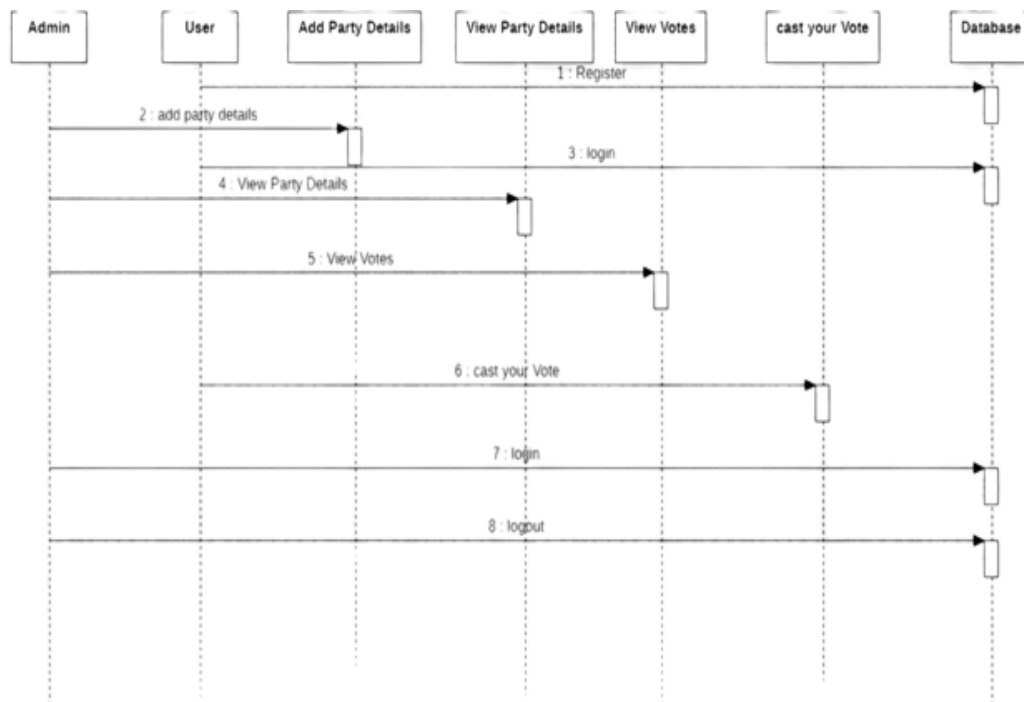 Admin
User
Add Party Details
View Party Details
View Votes
cast your Vote
Database
1 : Register
2 : add party details
3 : login
4 : View Party Details
5 : View Votes
6 : cast your Vote
7 : login
8 : logout